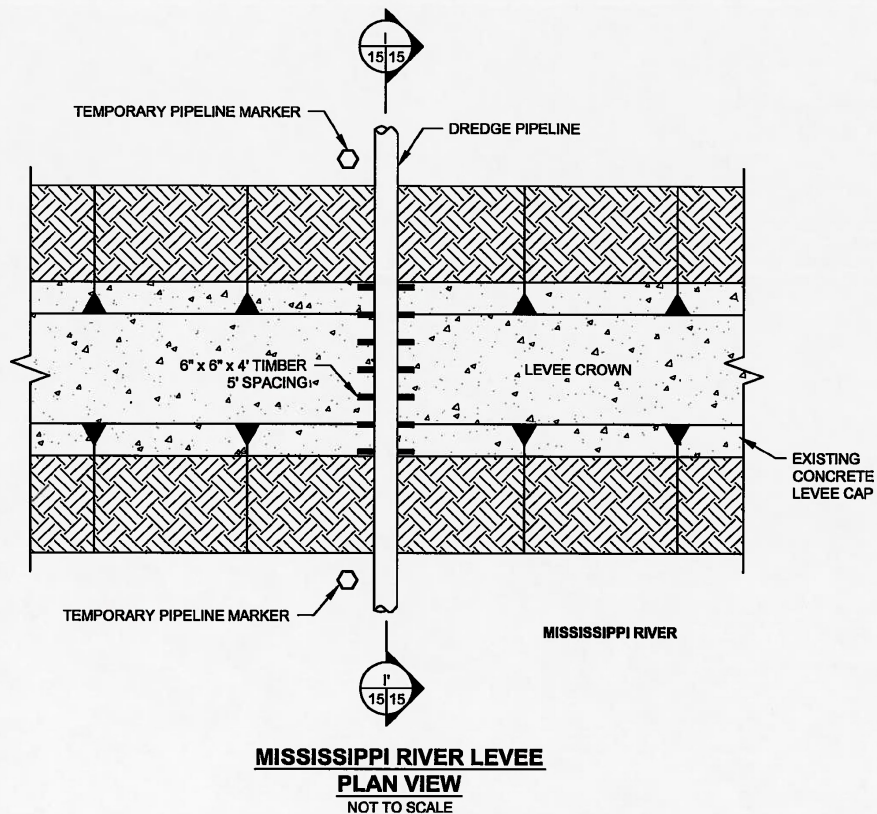 I
15 15
TEMPORARY PIPELINE MARKER
DREDGE PIPELINE
6" x 6" x 4' TIMBER
5' SPACING
LEVEE CROWN
EXISTING
CONCRETE
LEVEE CAP
TEMPORARY PIPELINE MARKER
MISSISSIPPI RIVER
I'
15 15
MISSISSIPPI RIVER LEVEE
PLAN VIEW
NOT TO SCALE